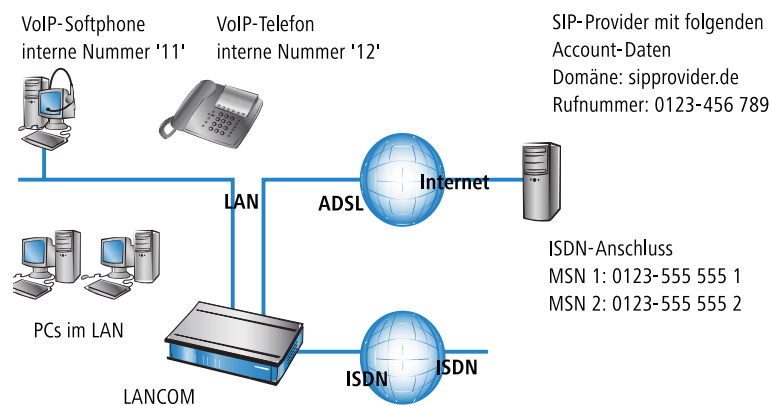 VoIP-Softphone
interne Nummer '11'
VoIP-Telefon
interne Nummer '12'
SIP-Provider mit folgenden
Account-Daten
Domäne: sipprovider.de
Rufnummer: 0123-456 789
LAN
ADSL
Internet
ISDN-Anschluss
MSN 1: 0123-555 555 1
MSN 2: 0123-555 555 2
PCs im LAN
LANCOM
ISDN
ISDN